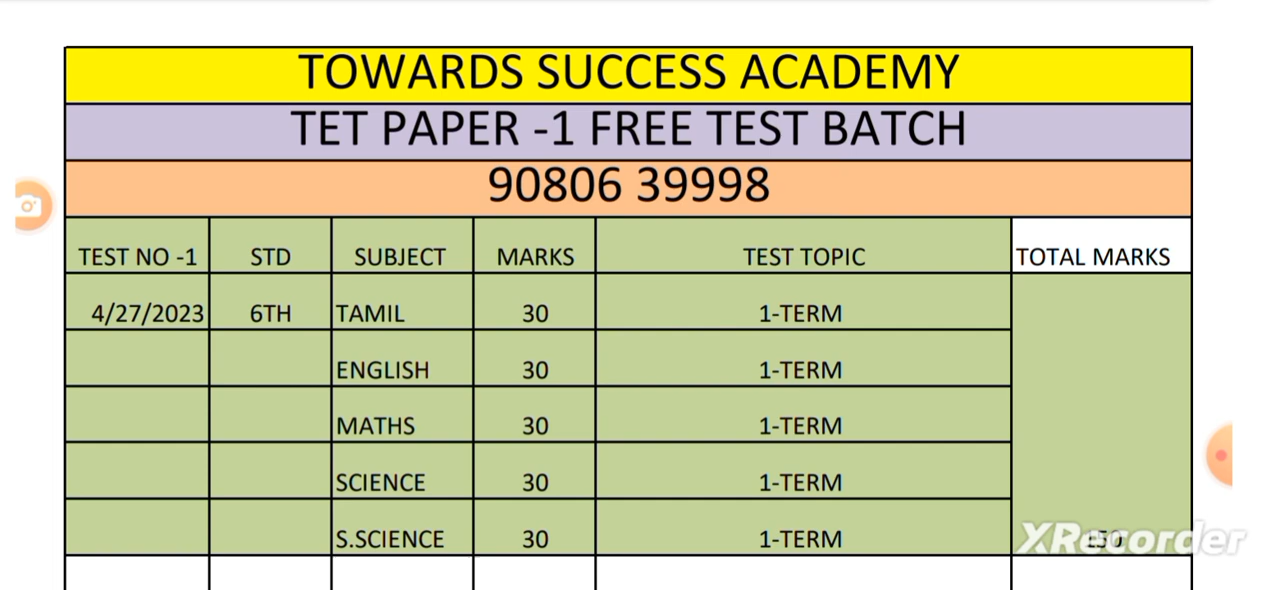 TOWARDS SUCCESS ACADEMY
TET PAPER -1 FREE TEST BATCH
90806 39998
TEST NO -1 STD SUBJECT MARKS TEST TOPIC TOTAL MARKS
4/27/2023 6TH TAMIL 30 1-TERM
ENGLISH 30 1-TERM
MATHS 30 1-TERM
SCIENCE 30 1-TERM
S.SCIENCE 30 1-TERM 150
XRecorder